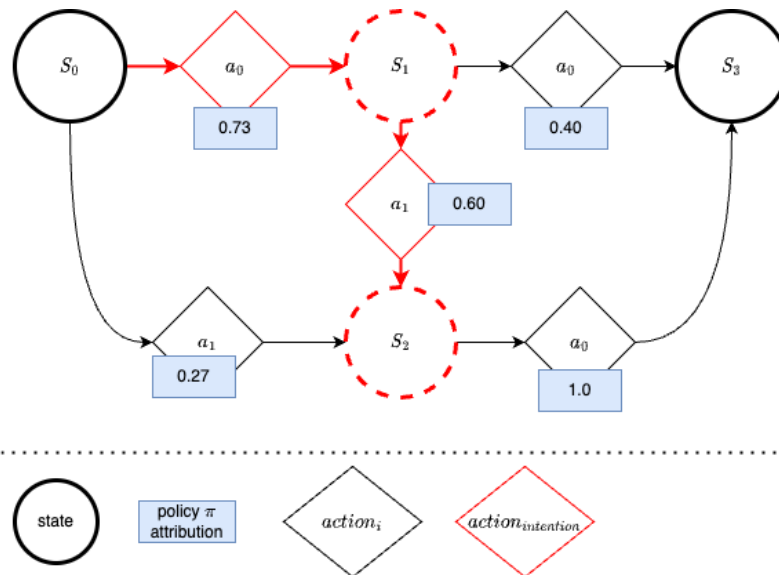 S₀
a₀
0.73
S₁
a₀
0.40
S₃
a₁
0.60
a₁
0.27
S₂
a₀
1.0
state
policy π
attribution
actionᵢ
action_intention